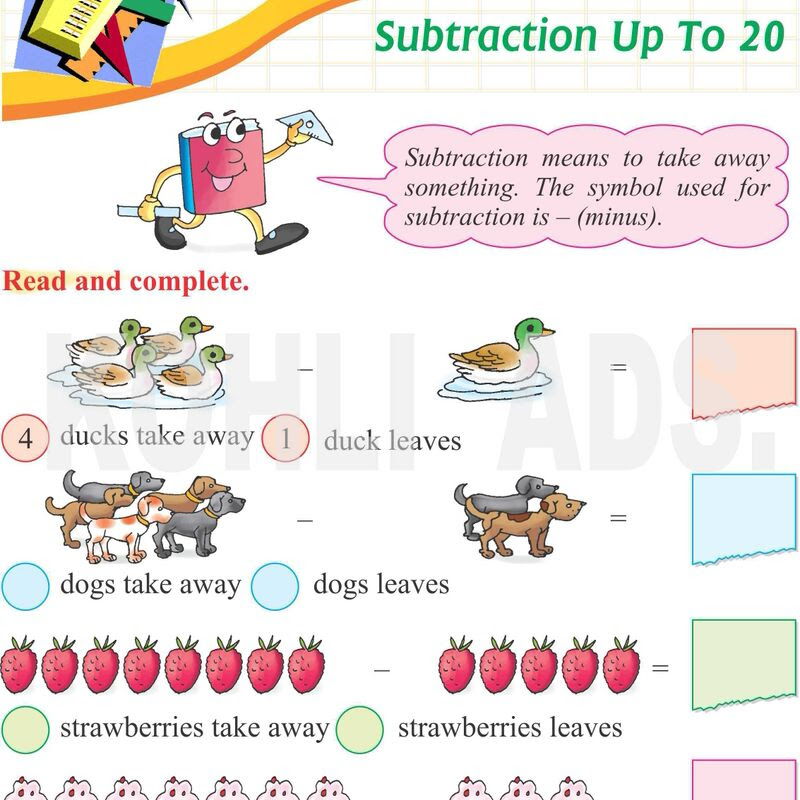 Subtraction Up To 20
Subtraction means to take away
something. The symbol used for
subtraction is – (minus).
Read and complete.
– =
4 ducks take away 1 duck leaves
– =
dogs take away dogs leaves
– =
strawberries take away strawberries leaves
KOHLI ADS.